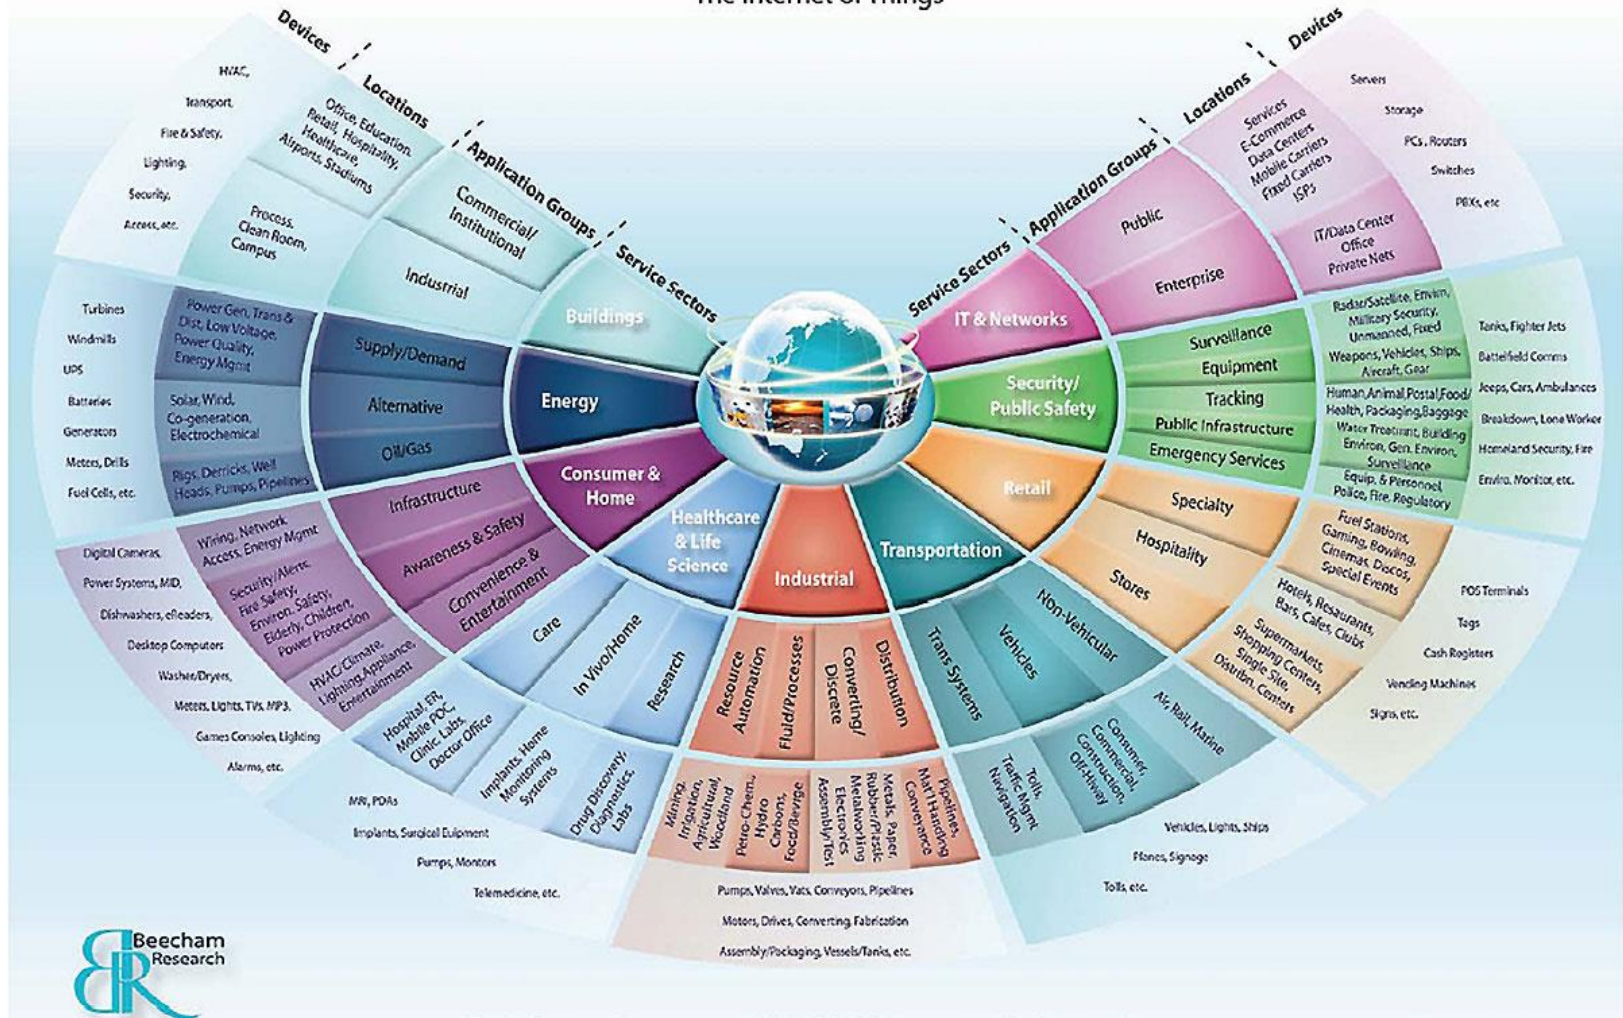 The Internet of Things
Devices
Locations
Application Groups
Service Sectors
Service Sectors
Application Groups
Locations
Devices
HVAC,
Transport,
Fire & Safety,
Lighting,
Security,
Access, etc.
Office, Education,
Retail, Hospitality,
Healthcare,
Airports, Stadiums
Process,
Clean Room,
Campus
Commercial/
Institutional
Industrial
Buildings
Turbines
Windmills
UPS
Batteries
Generators
Meters, Drills
Fuel Cells, etc.
Power Gen, Trans &
Dist, Low Voltage,
Power Quality,
Energy Mgmt
Solar, Wind,
Co-generation,
Electrochemical
Rigs, Derricks, Well
Heads, Pumps, Pipelines
Supply/Demand
Alternative
Oil/Gas
Energy
Digital Cameras,
Power Systems, MID,
Dishwashers, eReaders,
Desktop Computers
Washer/Dryers,
Meters, Lights, TVs, MP3,
Games Consoles, Lighting
Alarms, etc.
Wiring, Network
Access, Energy Mgmt
Security/Alerts
Fire Safety,
Environ. Safety,
Elderly, Children,
Power Protection
HVAC/Climate,
Lighting,Appliance,
Entertainment
Infrastructure
Awareness & Safety
Convenience &
Entertainment
Consumer &
Home
MRI, PDAs
Implants, Surgical Euipment
Pumps, Montors
Telemedicine, etc.
Hospital, ER,
Mobile POC,
Clinic, Labs,
Doctor Office
Implants, Home
Monitoring
Systems
Drug Discovery,
Diagnostics,
Labs
Care
In Vivo/Home
Research
Healthcare
& Life
Science
Industrial
Resource
Automation
Fluid/Processes
Converting/
Discrete
Distribution
Mining,
Irrigation,
Agricultural,
Woodland
Petro-Chem.,
Hydro
Carbons,
Food/Bevrge
Metals, Paper,
Rubber/Plastic
Metalworking
Electronics
Assembly/Test
Pipelines,
Mat'l Handling
Conveyance
Pumps, Valves, Vats, Conveyors, Pipelines
Motors, Drives, Converting, Fabrication
Assembly/Packaging, Vessels/Tanks, etc.
Transportation
Trans Systems
Vehicles
Non-Vehicular
Tolls,
Traffic Mgmt
Navigation
Consumer,
Commercial,
Construction,
Off-Hiway
Air, Rail, Marine
Vehicles, Lights, Ships
Planes, Signage
Tolls, etc.
Retail
Specialty
Hospitality
Stores
Fuel Stations,
Gaming, Bowling,
Cinemas, Discos,
Special Events
Hotels, Resaurants,
Bars, Cafes, Clubs
Supermarkets,
Shopping Centers,
Single Site,
Distribn. Centers
POS Terminals
Tags
Cash Registers
Vending Machines
Signs, etc.
Security/
Public Safety
Surveillance
Equipment
Tracking
Public Infrastructure
Emergency Services
Radar/Satellite, Envirn,
Military Security,
Unmanned, Fixed
Weapons, Vehicles, Ships,
Aircraft, Gear
Human,Animal,Postal,Food/
Health, Packaging,Baggage
Water Treatmnt, Building
Environ, Gen. Environ,
Surveillance
Equip. & Personnel,
Police, Fire, Regulatory
Tanks, Fighter Jets
Battelfield Comms
Jeeps, Cars, Ambulances
Breakdown, Lone Worker
Homeland Security, Fire
Enviro. Monitor, etc.
IT & Networks
Public
Enterprise
Services
E-Commerce
Data Centers
Mobile Carriers
Fixed Carriers
ISPs
IT/Data Center
Office
Private Nets
Servers
Storage
PCs, Routers
Switches
PBXs, etc
BR
Beecham
Research